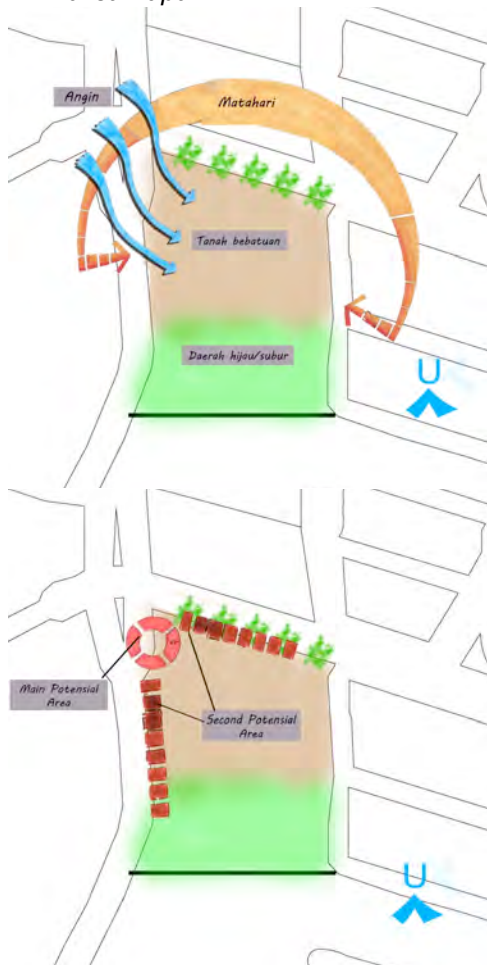 Angin
Matahari
Tanah bebatuan
Daerah hijau/subur
U
Main Potensial
Area
Second Potensial
Area
U